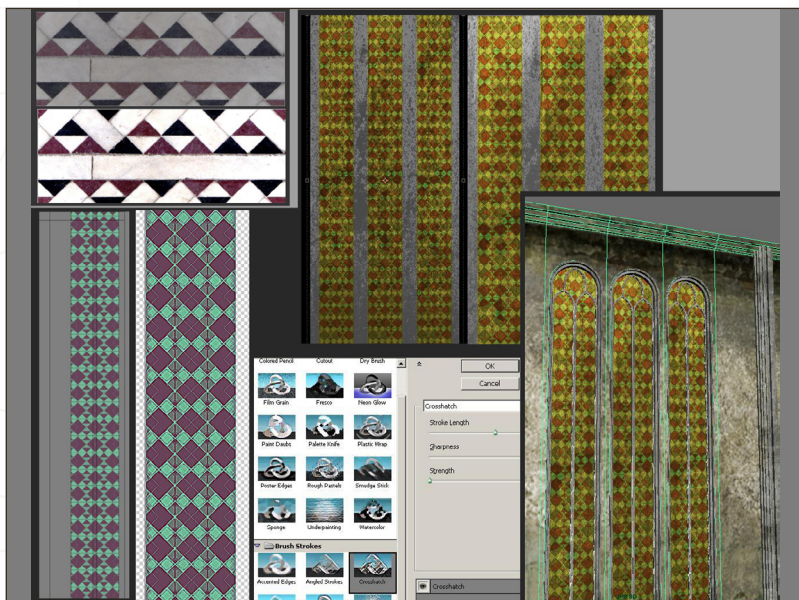 Colored Pencil Cutout Dry Brush
OK
Film Grain Fresco Neon Glow
Cancel
Crosshatch
Paint Daubs Palette Knife Plastic Wrap
Stroke Length
Sharpness
Poster Edges Rough Pastels Smudge Stick
Strength
Sponge Underpainting Watercolor
Brush Strokes
Accented Edges Angled Strokes Crosshatch
Crosshatch